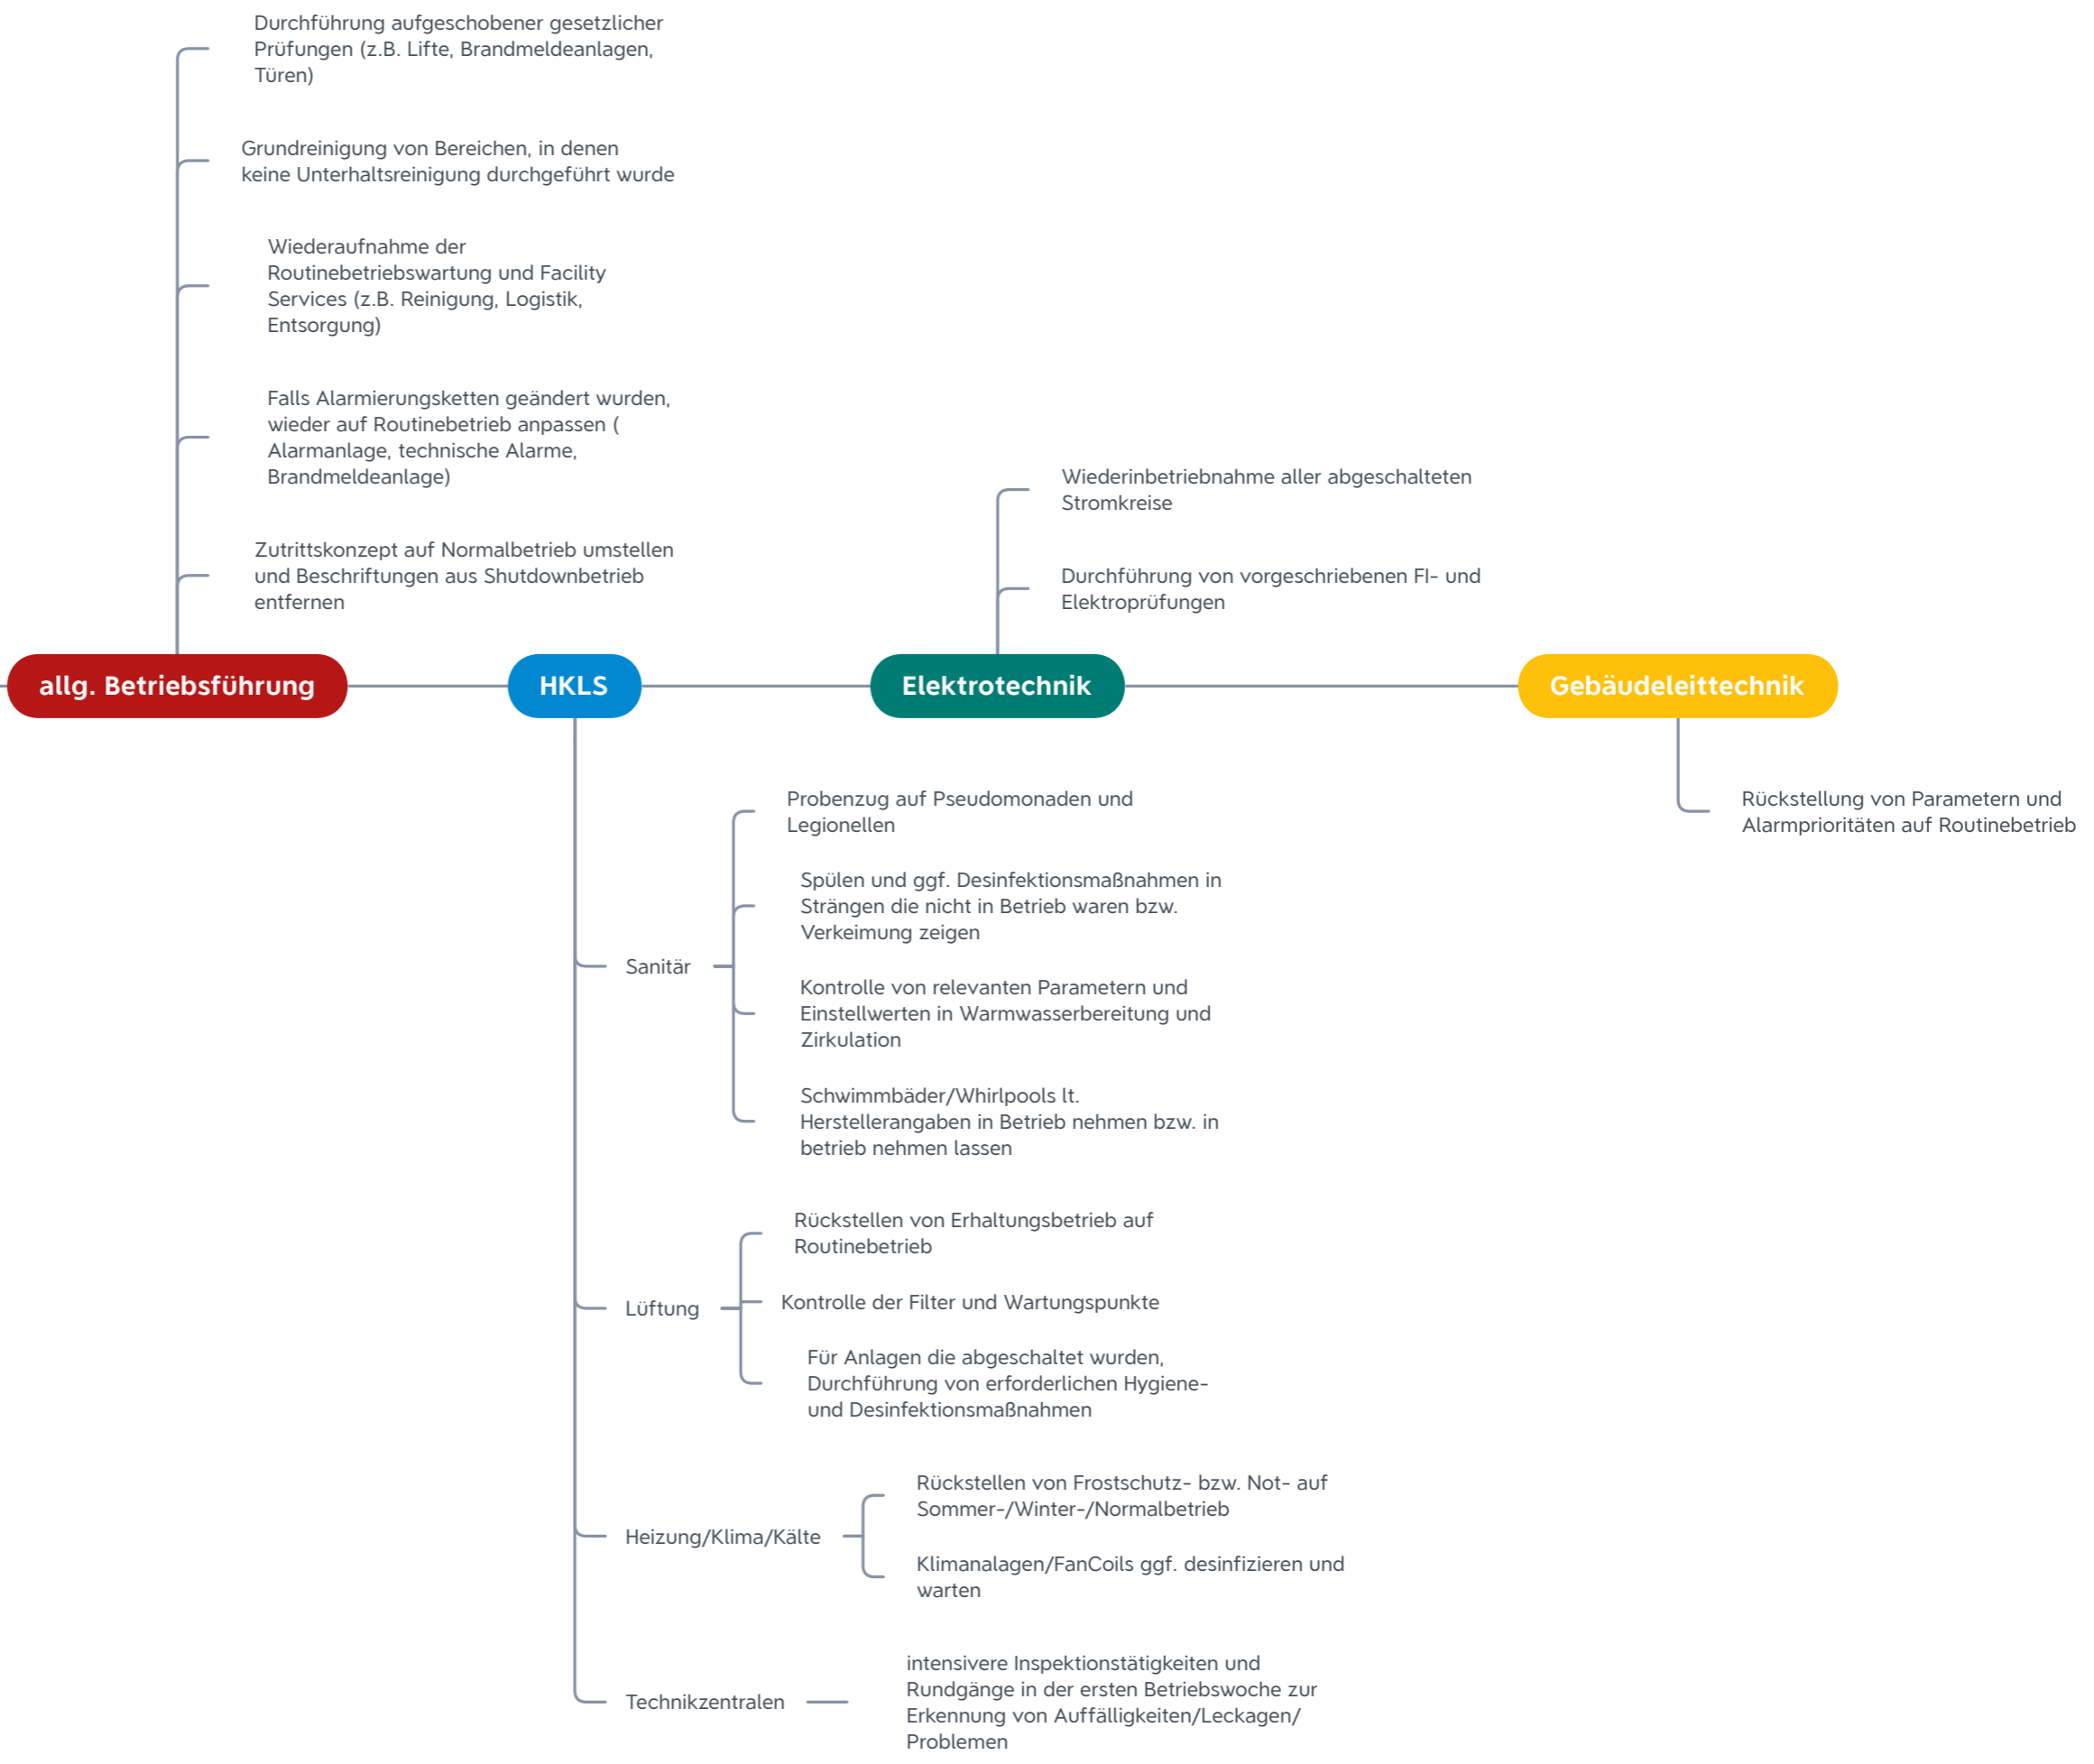 Durchführung aufgeschobener gesetzlicher
Prüfungen (z.B. Lifte, Brandmeldeanlagen,
Türen)
Grundreinigung von Bereichen, in denen
keine Unterhaltsreinigung durchgeführt wurde
Wiederaufnahme der
Routinebetriebswartung und Facility
Services (z.B. Reinigung, Logistik,
Entsorgung)
Falls Alarmierungsketten geändert wurden,
wieder auf Routinebetrieb anpassen (
Alarmanlage, technische Alarme,
Brandmeldeanlage)
Zutrittskonzept auf Normalbetrieb umstellen
und Beschriftungen aus Shutdownbetrieb
entfernen
Wiederinbetriebnahme aller abgeschalteten
Stromkreise
Durchführung von vorgeschriebenen FI- und
Elektroprüfungen
allg. Betriebsführung
HKLS
Elektrotechnik
Gebäudeleittechnik
Rückstellung von Parametern und
Alarmprioritäten auf Routinebetrieb
Sanitär
Probenzug auf Pseudomonaden und
Legionellen
Spülen und ggf. Desinfektionsmaßnahmen in
Strängen die nicht in Betrieb waren bzw.
Verkeimung zeigen
Kontrolle von relevanten Parametern und
Einstellwerten in Warmwasserbereitung und
Zirkulation
Schwimmbäder/Whirlpools lt.
Herstellerangaben in Betrieb nehmen bzw. in
betrieb nehmen lassen
Lüftung
Rückstellen von Erhaltungsbetrieb auf
Routinebetrieb
Kontrolle der Filter und Wartungspunkte
Für Anlagen die abgeschaltet wurden,
Durchführung von erforderlichen Hygiene-
und Desinfektionsmaßnahmen
Heizung/Klima/Kälte
Rückstellen von Frostschutz- bzw. Not- auf
Sommer-/Winter-/Normalbetrieb
Klimanalagen/FanCoils ggf. desinfizieren und
warten
Technikzentralen
intensivere Inspektionstätigkeiten und
Rundgänge in der ersten Betriebswoche zur
Erkennung von Auffälligkeiten/Leckagen/
Problemen